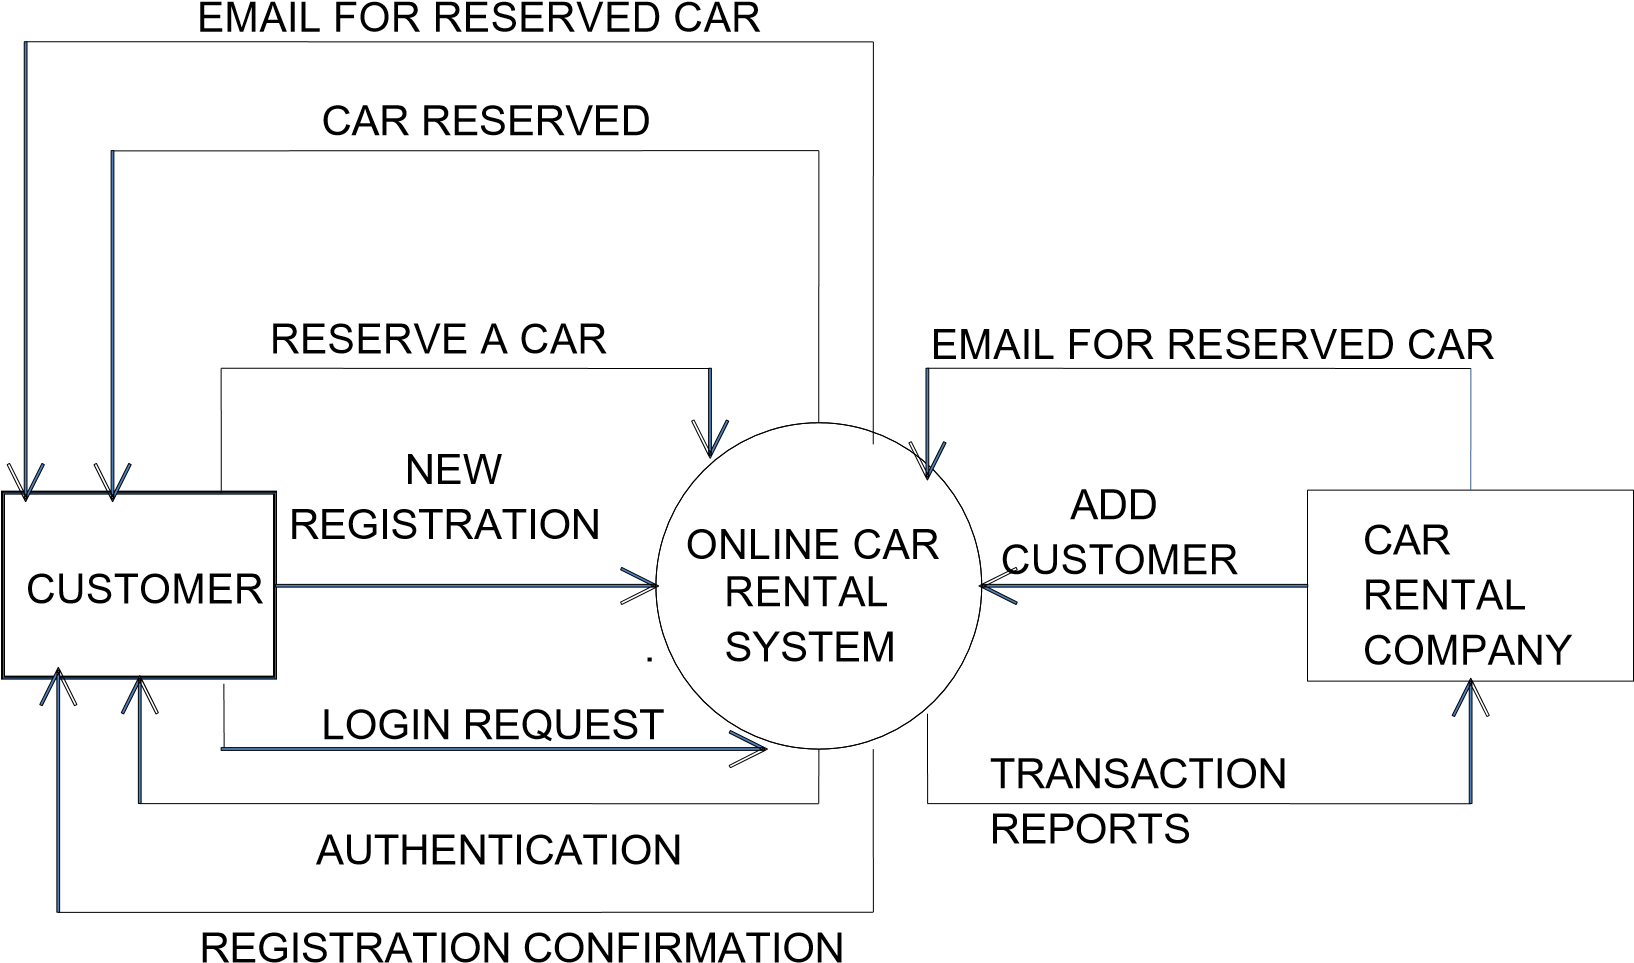 EMAIL FOR RESERVED CAR
CAR RESERVED
RESERVE A CAR
EMAIL FOR RESERVED CAR
NEW
REGISTRATION
ADD
CUSTOMER
CUSTOMER
ONLINE CAR
RENTAL
SYSTEM
.
CAR
RENTAL
COMPANY
LOGIN REQUEST
TRANSACTION
REPORTS
AUTHENTICATION
REGISTRATION CONFIRMATION